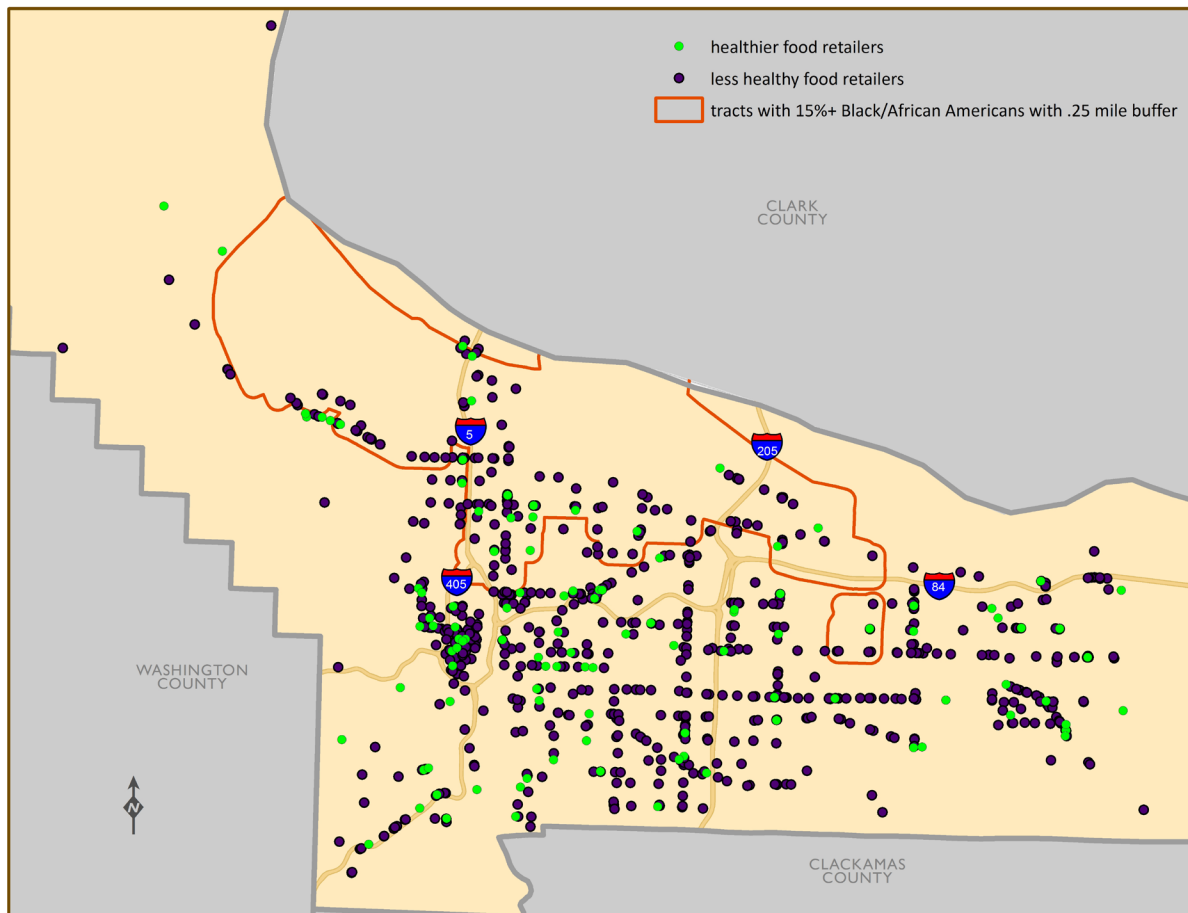 healthier food retailers
less healthy food retailers
tracts with 15%+ Black/African Americans with .25 mile buffer
CLARK
COUNTY
5
205
405
84
WASHINGTON
COUNTY
N
CLACKAMAS
COUNTY